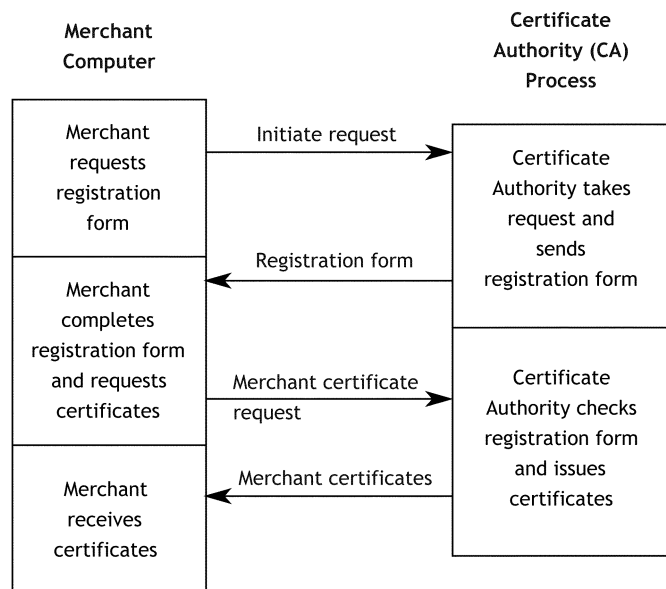 Merchant
Computer
Certificate
Authority (CA)
Process
Merchant
requests
registration
form
Initiate request
Certificate
Authority takes
request and
sends
registration form
Registration form
Merchant
completes
registration form
and requests
certificates
Merchant certificate
request
Certificate
Authority checks
registration form
and issues
certificates
Merchant certificates
Merchant
receives
certificates